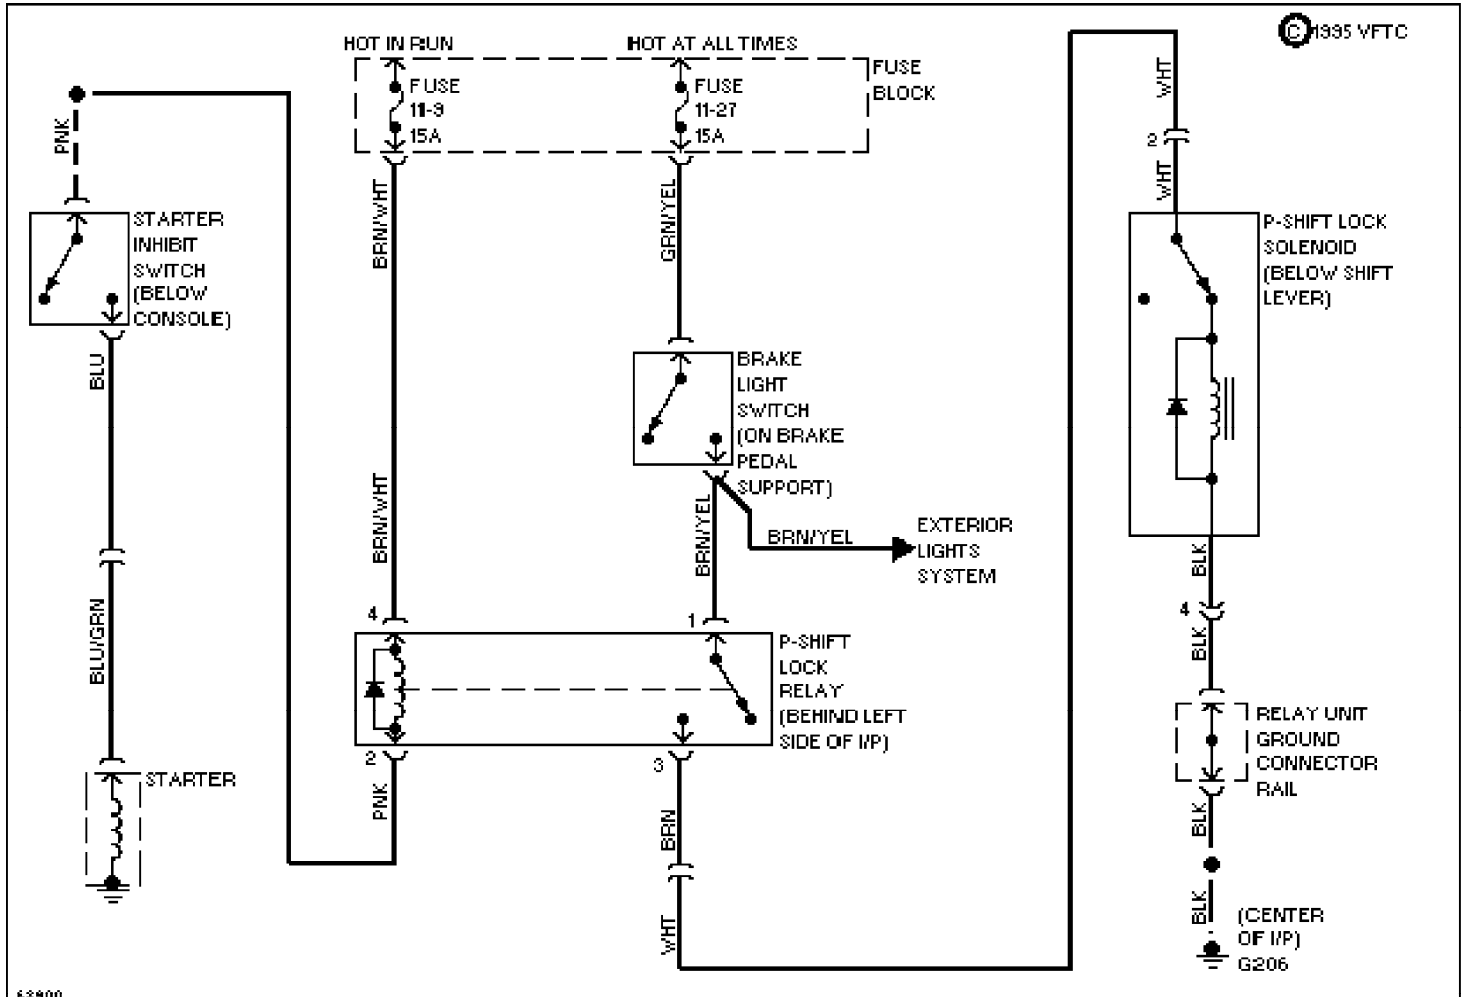 © 1995 VFTC
HOT IN RUN
HOT AT ALL TIMES
FUSE
11-9
15A
FUSE
11-27
15A
FUSE
BLOCK
PNK
STARTER
INHIBIT
SWITCH
(BELOW
CONSOLE)
BLU
BLU/GRN
STARTER
BRN/WHT
BRN/WHT
GRN/YEL
BRAKE
LIGHT
SWITCH
(ON BRAKE
PEDAL
SUPPORT)
BRN/YEL
BRN/YEL
EXTERIOR
LIGHTS
SYSTEM
4
1
P-SHIFT
LOCK
RELAY
(BEHIND LEFT
SIDE OF I/P)
2
3
PNK
BRN
WHT
WHT
2
WHT
P-SHIFT LOCK
SOLENOID
(BELOW SHIFT
LEVER)
BLK
4
BLK
RELAY UNIT
GROUND
CONNECTOR
RAIL
BLK
BLK
(CENTER
OF I/P)
G206